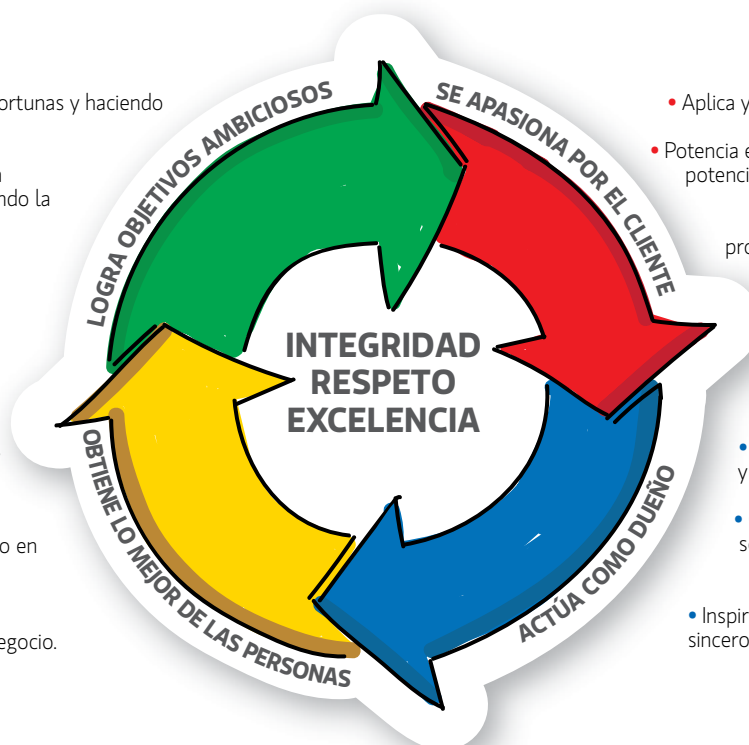 ortunas y haciendo
ndo la
o en
egocio.
LOGRA OBJETIVOS AMBICIOSOS
SE APASIONA POR EL CLIENTE
ACTÚA COMO DUEÑO
OBTIENE LO MEJOR DE LAS PERSONAS
INTEGRIDAD
RESPETO
EXCELENCIA
• Aplica y
• Potencia e
potenci
pro
•
y
•
s
• Inspir
sincero